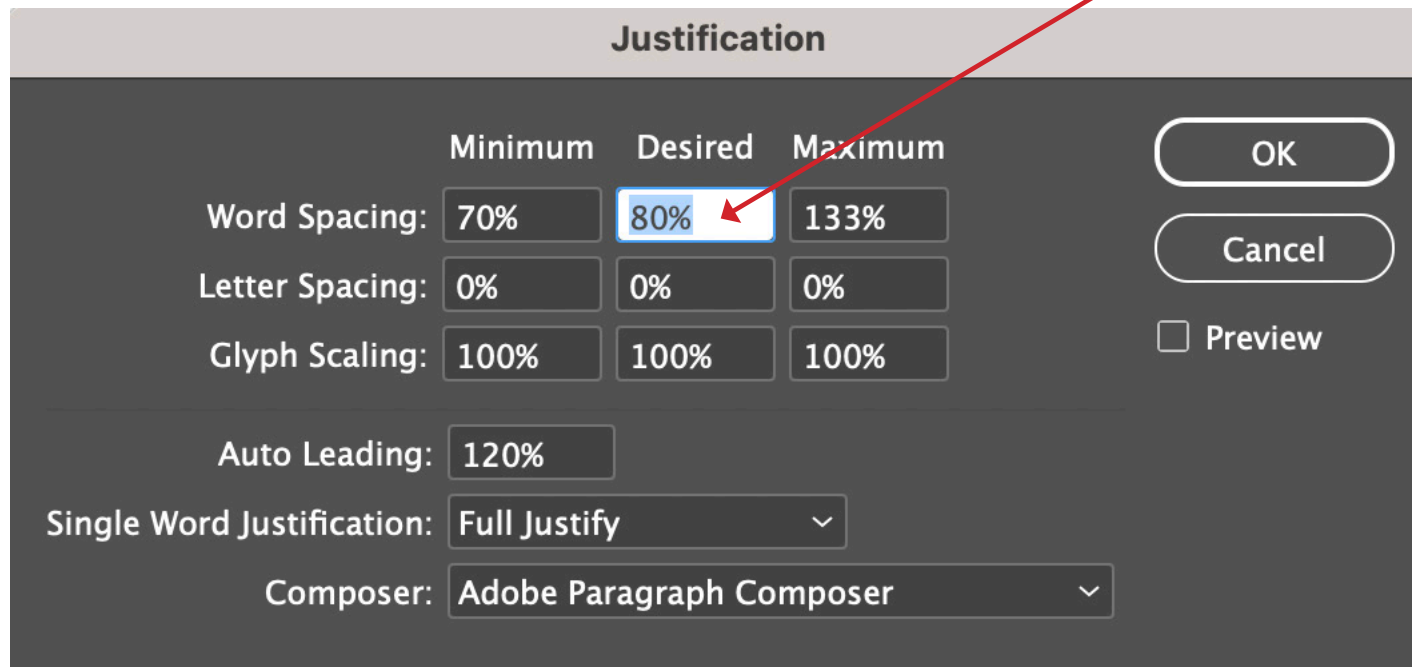 Justification
Minimum Desired Maximum
OK
Word Spacing: 70% 80% 133%
Cancel
Letter Spacing: 0% 0% 0%
Preview
Glyph Scaling: 100% 100% 100%
Auto Leading: 120%
Single Word Justification: Full Justify
Composer: Adobe Paragraph Composer